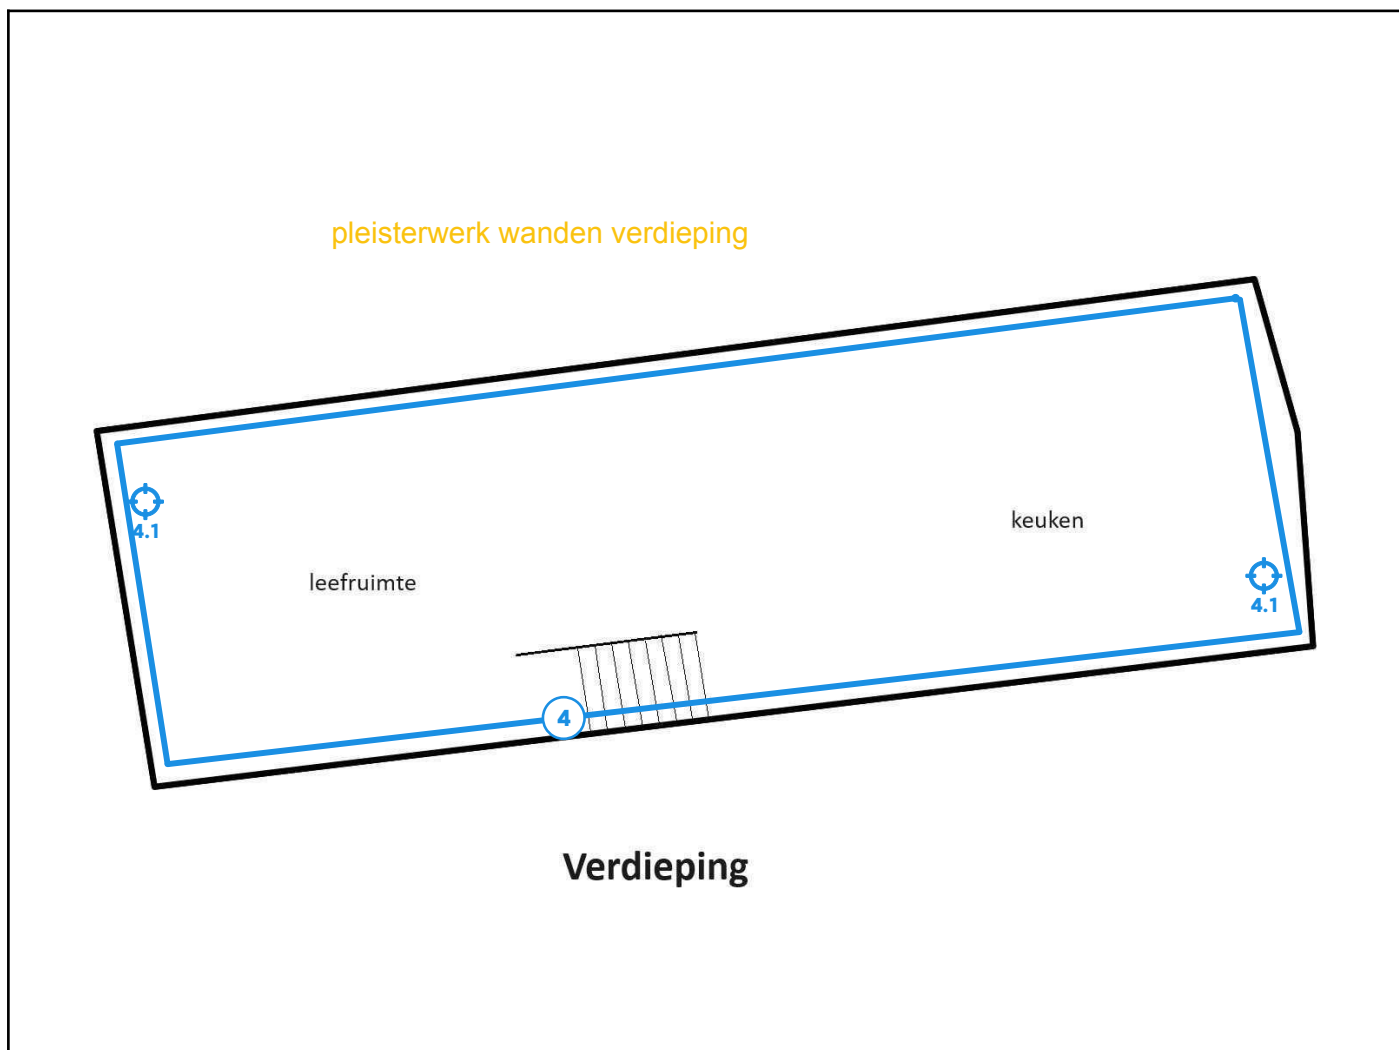 pleisterwerk wanden verdieping
4.1
keuken
leefruimte
4.1
4
Verdieping